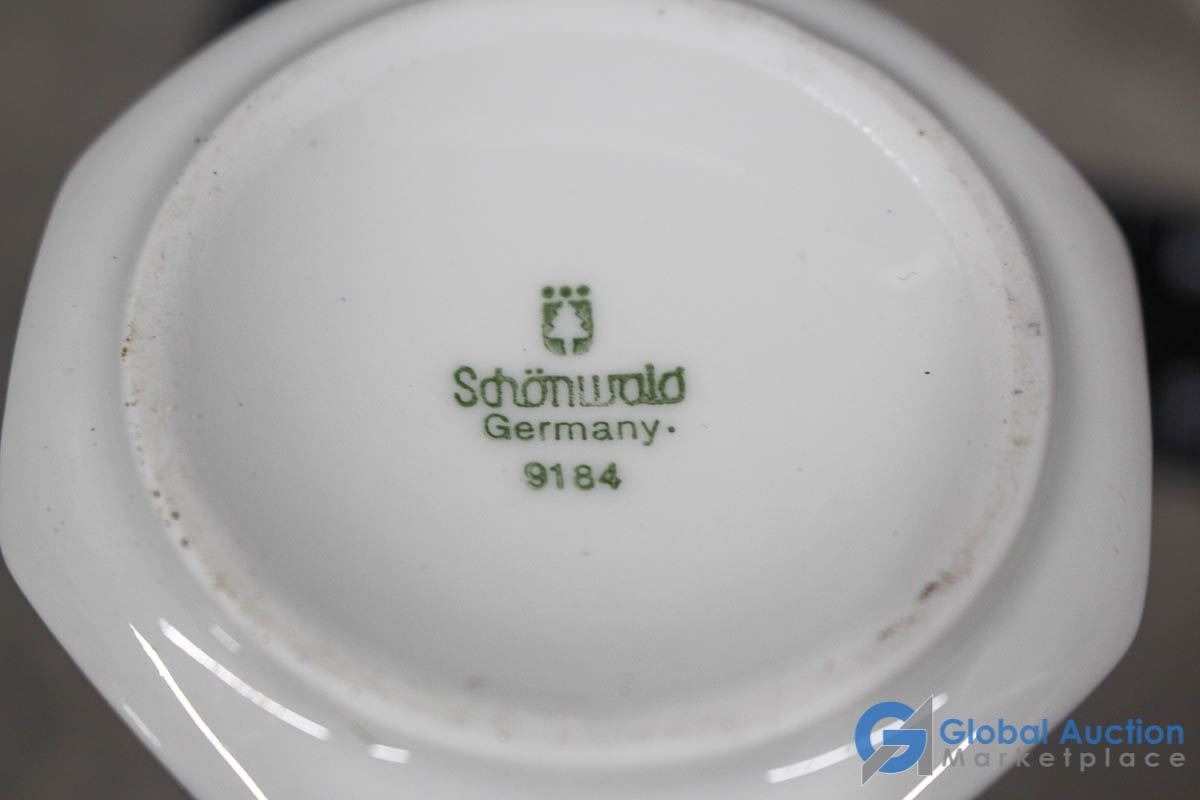 Schönwald
Germany.
9184
Global Auction
Marketplace